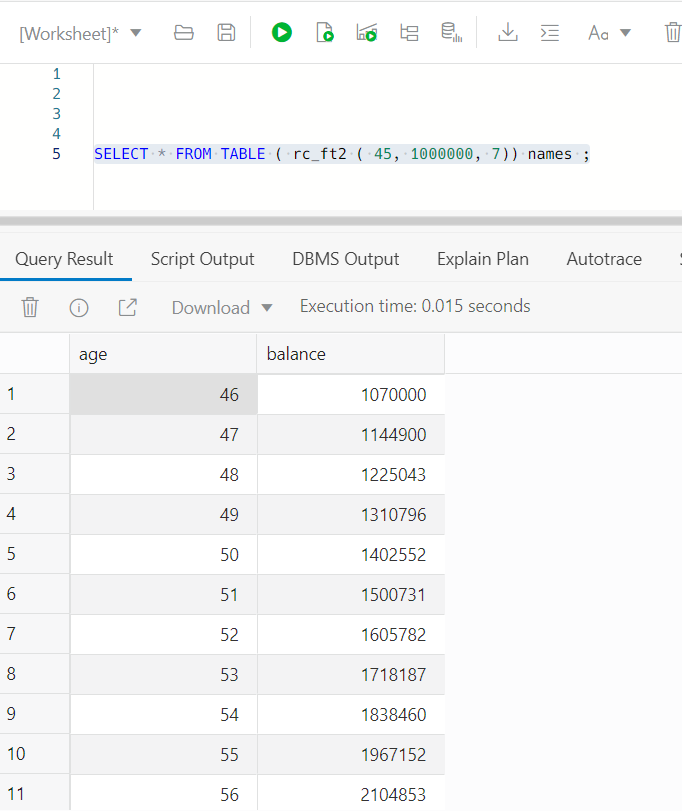 [Worksheet]* Aa
1
2
3
4
5 SELECT * FROM TABLE ( rc_ft2 ( 45, 1000000, 7)) names ;
Query Result Script Output DBMS Output Explain Plan Autotrace
Download Execution time: 0.015 seconds
age balance
1 46 1070000
2 47 1144900
3 48 1225043
4 49 1310796
5 50 1402552
6 51 1500731
7 52 1605782
8 53 1718187
9 54 1838460
10 55 1967152
11 56 2104853